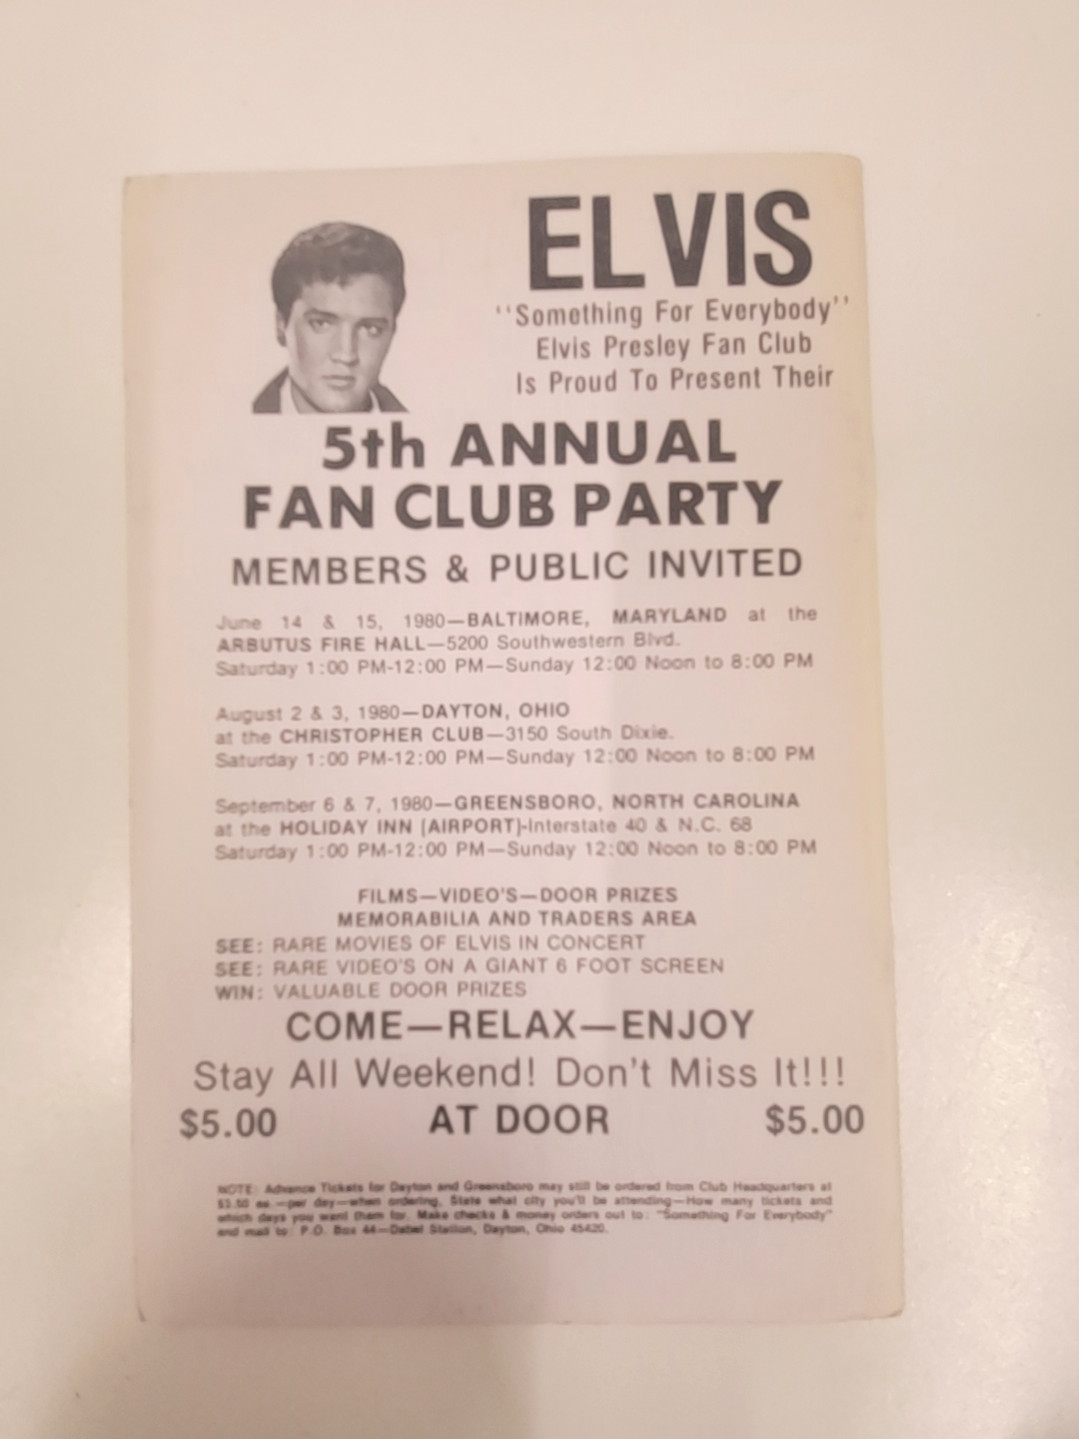 ELVIS
"Something For Everybody"
Elvis Presley Fan Club
Is Proud To Present Their
5th ANNUAL
FAN CLUB PARTY
MEMBERS & PUBLIC INVITED
June 14 & 15, 1980—BALTIMORE, MARYLAND at the
ARBUTUS FIRE HALL—5200 Southwestern Blvd.
Saturday 1:00 PM-12:00 PM—Sunday 12:00 Noon to 8:00 PM
August 2 & 3, 1980—DAYTON, OHIO
at the CHRISTOPHER CLUB—3150 South Dixie.
Saturday 1:00 PM-12:00 PM—Sunday 12:00 Noon to 8:00 PM
September 6 & 7, 1980—GREENSBORO, NORTH CAROLINA
at the HOLIDAY INN [AIRPORT]-Interstate 40 & N.C. 68
Saturday 1:00 PM-12:00 PM—Sunday 12:00 Noon to 8:00 PM
FILMS—VIDEO'S—DOOR PRIZES
MEMORABILIA AND TRADERS AREA
SEE: RARE MOVIES OF ELVIS IN CONCERT
SEE: RARE VIDEO'S ON A GIANT 6 FOOT SCREEN
WIN: VALUABLE DOOR PRIZES
COME—RELAX—ENJOY
Stay All Weekend! Don't Miss It!!!
$5.00 AT DOOR $5.00
NOTE: Advance Tickets for Dayton and Greensboro may still be ordered from Club Headquarters at
ea.—per day—when ordering, State what city you'll be attending—How many tickets and
which days you want them for. Make checks & money orders out to: "Something For Everybody"
and mail to: P.O. Box 44—Dabel Station, Dayton, Ohio 45420.